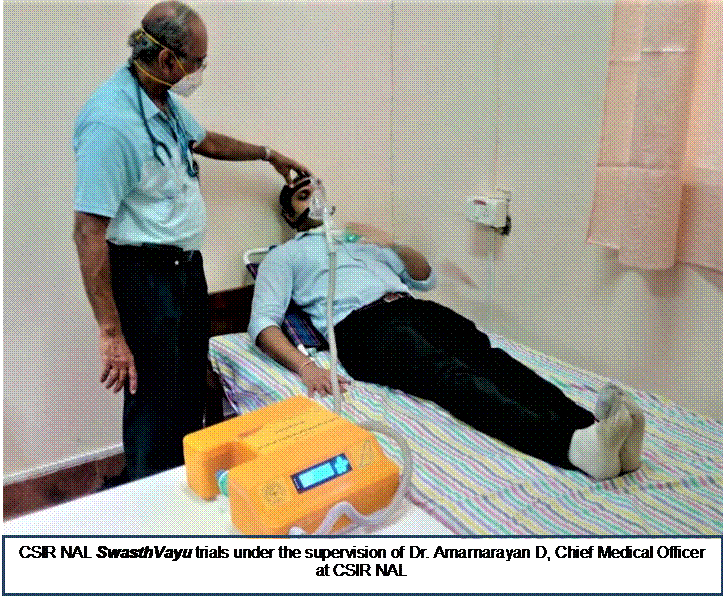 CSIR NAL SwasthVayu trials under the supervision of Dr. Amarnarayan D, Chief Medical Officer
at CSIR NAL